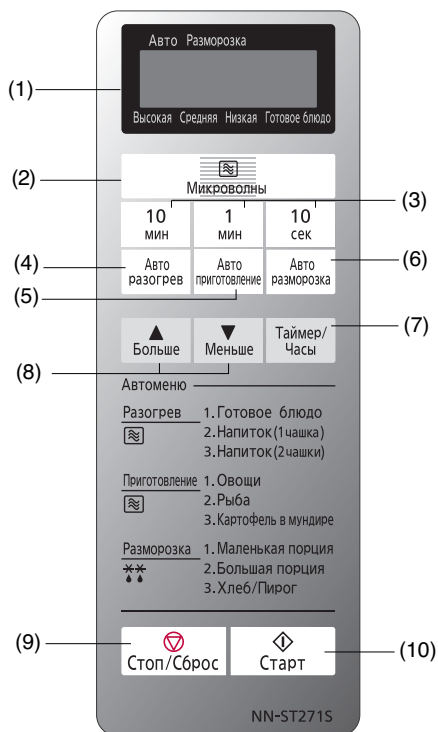 Авто Разморозка
(1)
Высокая Средняя Низкая Готовое блюдо
(2)
Микроволны
(3)
10 мин
1 мин
10 сек
(4)
Авто разогрев
Авто приготовление
Авто разморозка
(6)
(5)
(7)
Больше
Меньше
Таймер/Часы
(8)
Автоменю
Разогрев 1. Готовое блюдо
2. Напиток (1 чашка)
3. Напиток (2 чашки)
Приготовление 1. Овощи
2. Рыба
3. Картофель в мундире
Разморозка 1. Маленькая порция
2. Большая порция
3. Хлеб/Пирог
(9)
Стоп/Сброс
Старт
(10)
NN-ST271S